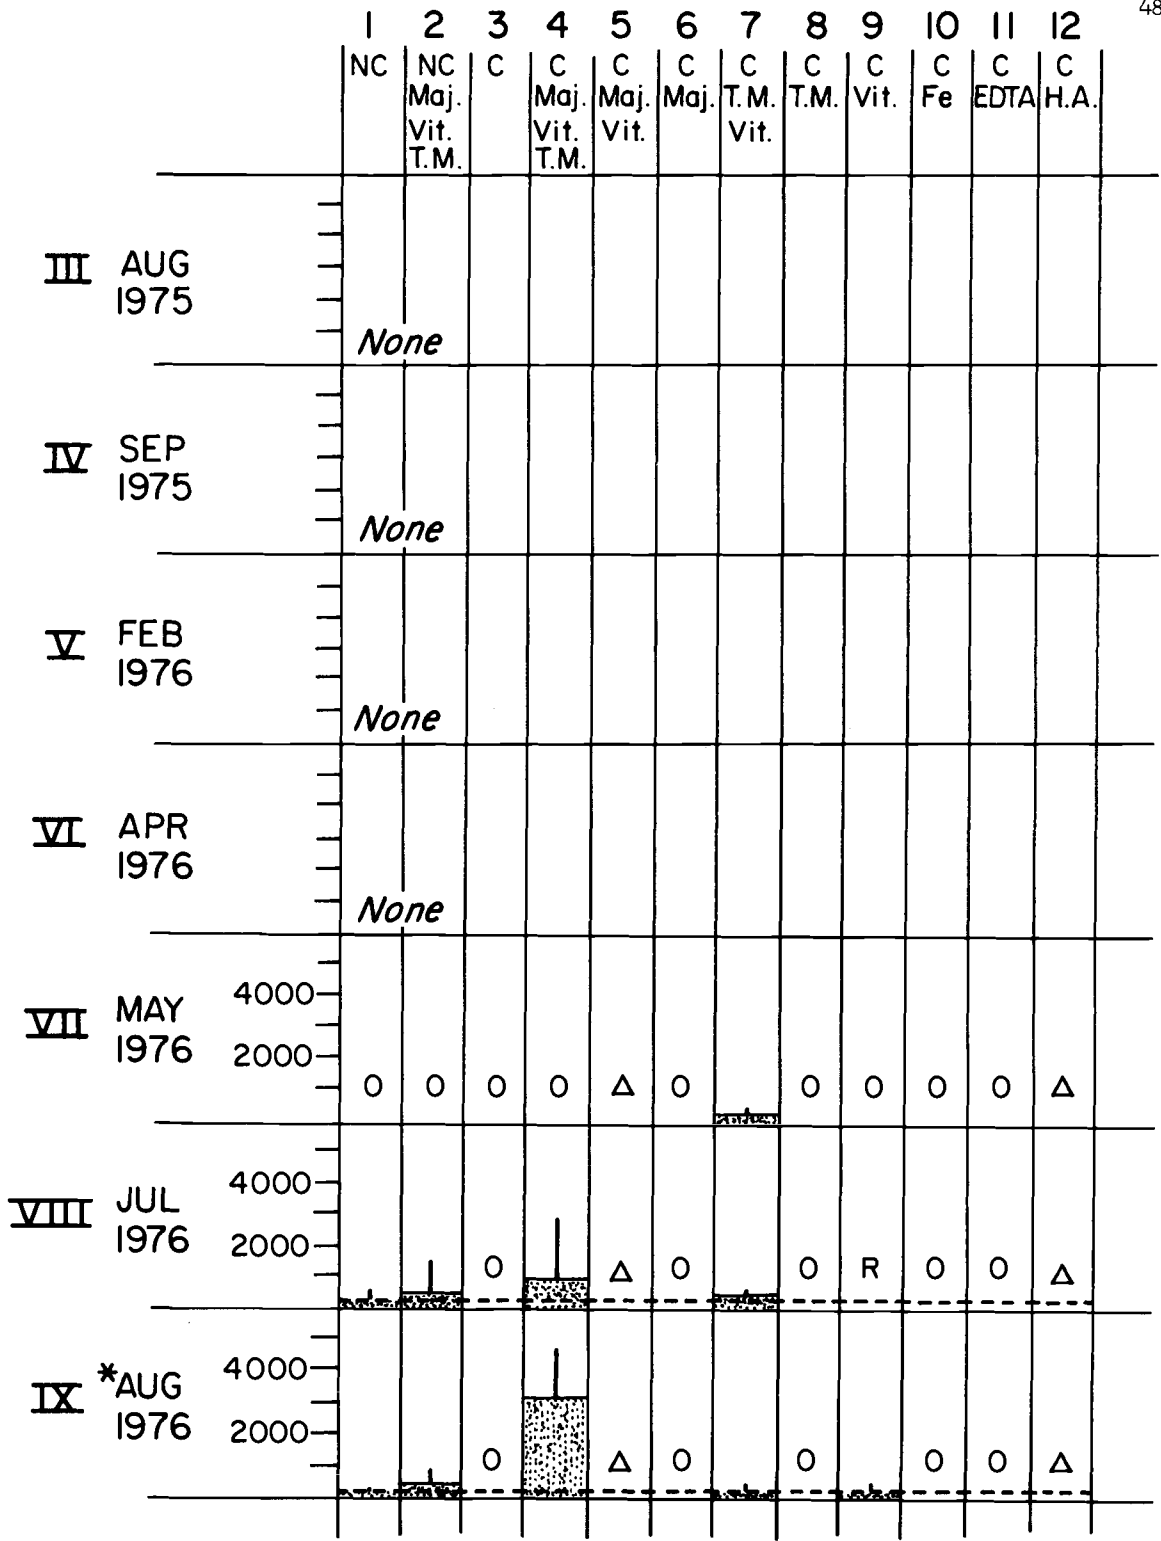 48
1 2 3 4 5 6 7 8 9 10 11 12
NC NC C C C C C C C C C C
Maj. Maj. Maj. Maj. T.M. T.M. Vit. Fe EDTA H.A.
Vit. Vit. Vit. Vit.
T.M. T.M.
III AUG
1975
None
IV SEP
1975
None
V FEB
1976
None
VI APR
1976
None
4000
VII MAY
1976
2000
O O O O Δ O O O O O Δ
4000
VIII JUL
1976
2000
O Δ O O R O O Δ
4000
IX *AUG
1976
2000
O Δ O O O O Δ